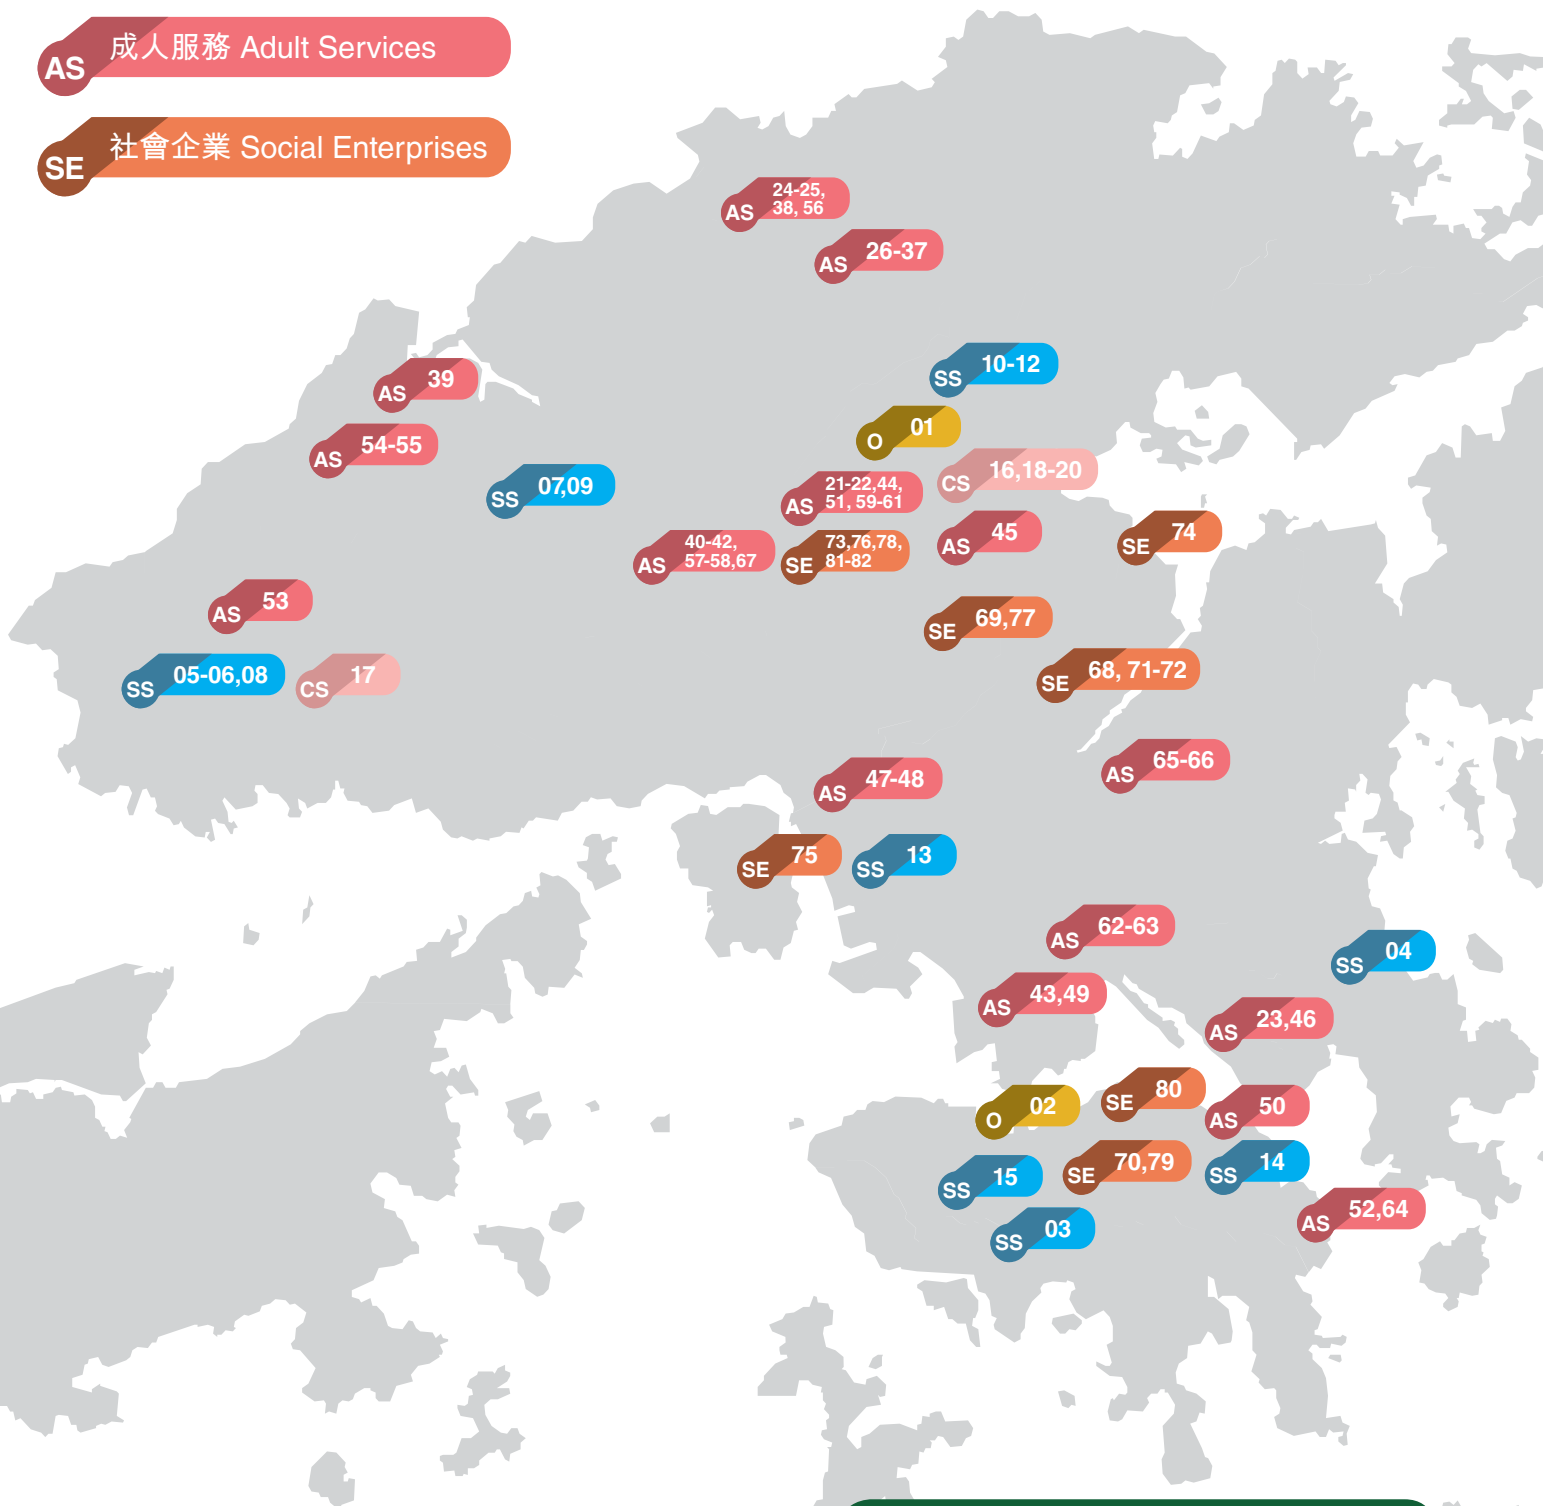 AS 成人服務 Adult Services
SE 社會企業 Social Enterprises
AS 24-25,
38, 56
AS 26-37
SS 10-12
AS 39
O 01
AS 54-55
CS 16,18-20
SS 07,09
AS 21-22,44,
51, 59-61
AS 45
SE 74
AS 40-42,
57-58,67
SE 73,76,78,
81-82
AS 53
SE 69,77
SS 05-06,08
CS 17
SE 68, 71-72
AS 65-66
AS 47-48
SE 75
SS 13
AS 62-63
SS 04
AS 43,49
AS 23,46
SE 80
O 02
AS 50
SS 15
SE 70,79
SS 14
AS 52,64
SS 03